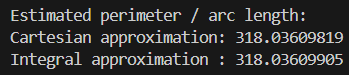 Estimated perimeter / arc length:
Cartesian approximation: 318.03609819
Integral approximation : 318.03609905